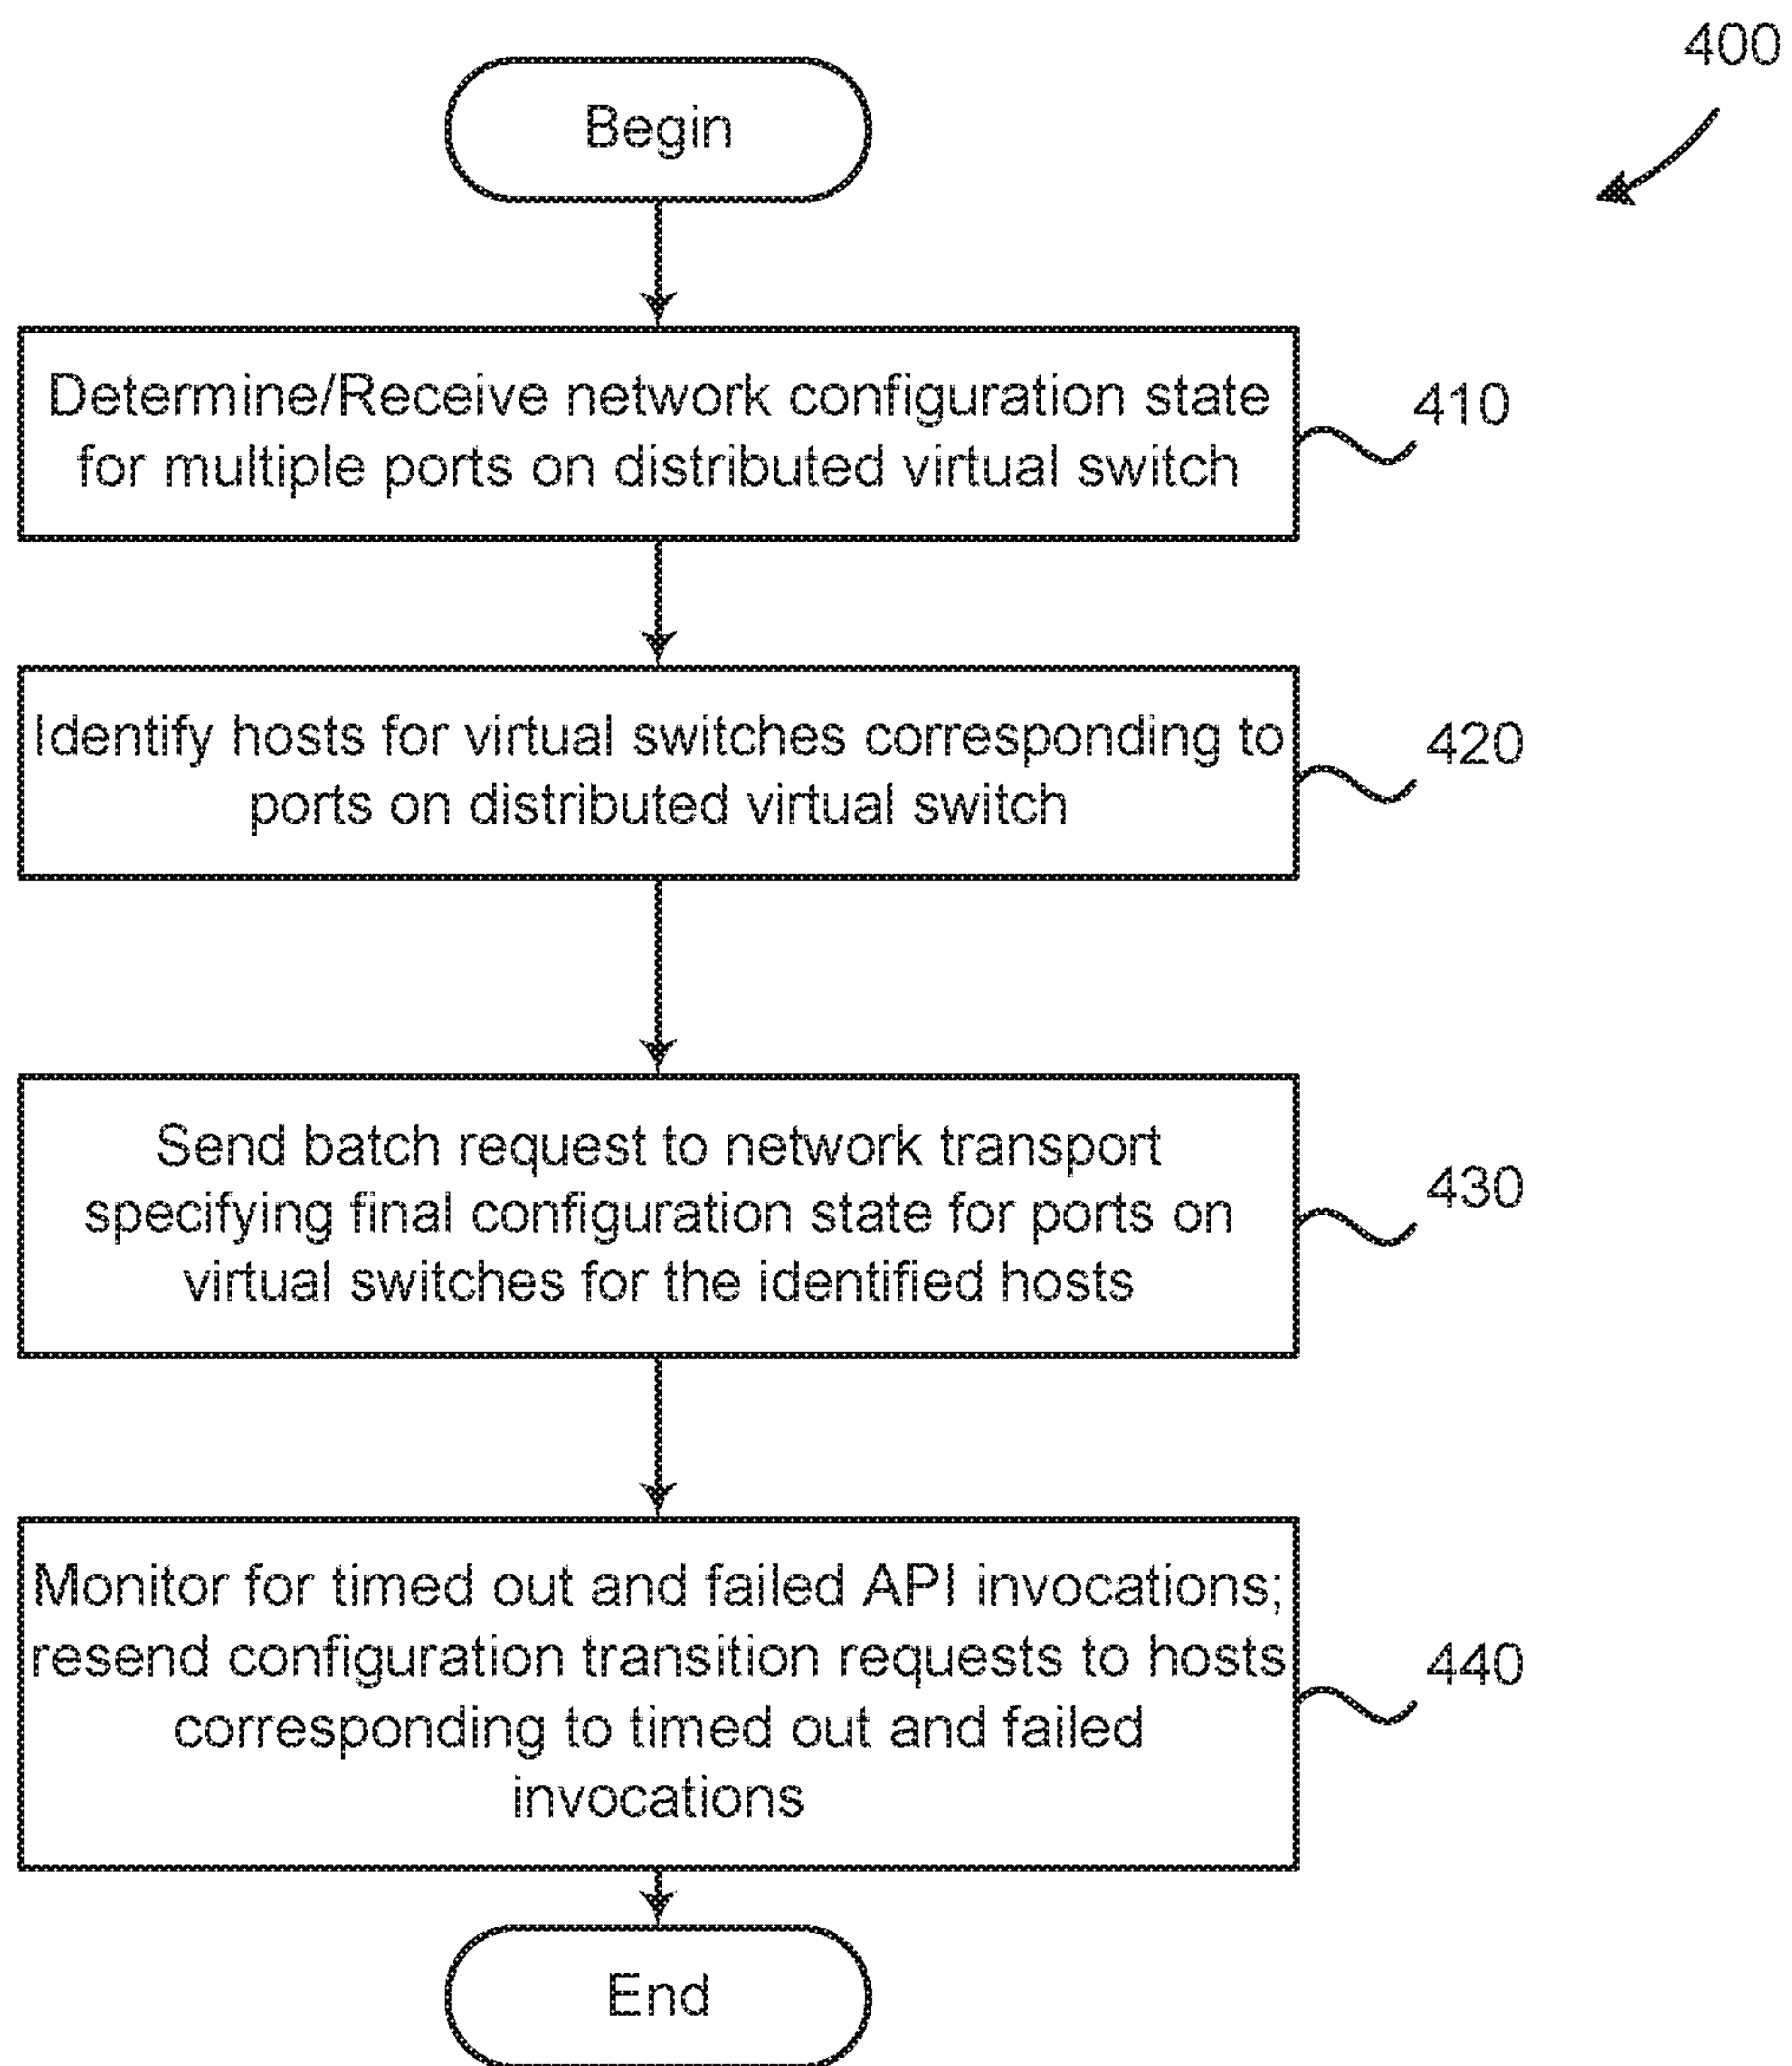 400
Begin
Determine/Receive network configuration state
for multiple ports on distributed virtual switch
410
Identify hosts for virtual switches corresponding to
ports on distributed virtual switch
420
Send batch request to network transport
specifying final configuration state for ports on
virtual switches for the identified hosts
430
Monitor for timed out and failed API invocations;
resend configuration transition requests to hosts
corresponding to timed out and failed
invocations
440
End